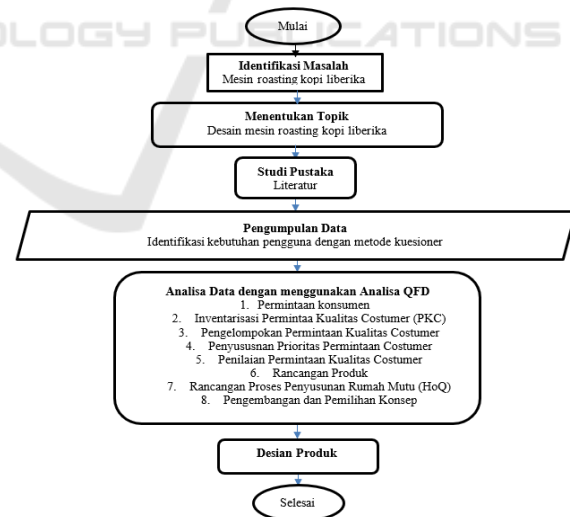 OLOGY PUBLICATIONS
Mulai
Identifikasi Masalah
Mesin roasting kopi liberika
Menentukan Topik
Desain mesin roasting kopi liberika
Studi Pustaka
Literatur
Pengumpulan Data
Identifikasi kebutuhan pengguna dengan metode kuesioner
Analisa Data dengan menggunakan Analisa QFD
1. Permintaan konsumen
2. Inventarisasi Permintaa Kualitas Costumer (PKC)
3. Pengelompokan Permintaan Kualitas Costumer
4. Penyususnan Prioritas Permintaan Costumer
5. Penilaian Permintaan Kualitas Costumer
6. Rancangan Produk
7. Rancangan Proses Penyusunan Rumah Mutu (HoQ)
8. Pengembangan dan Pemilihan Konsep
Desian Produk
Selesai